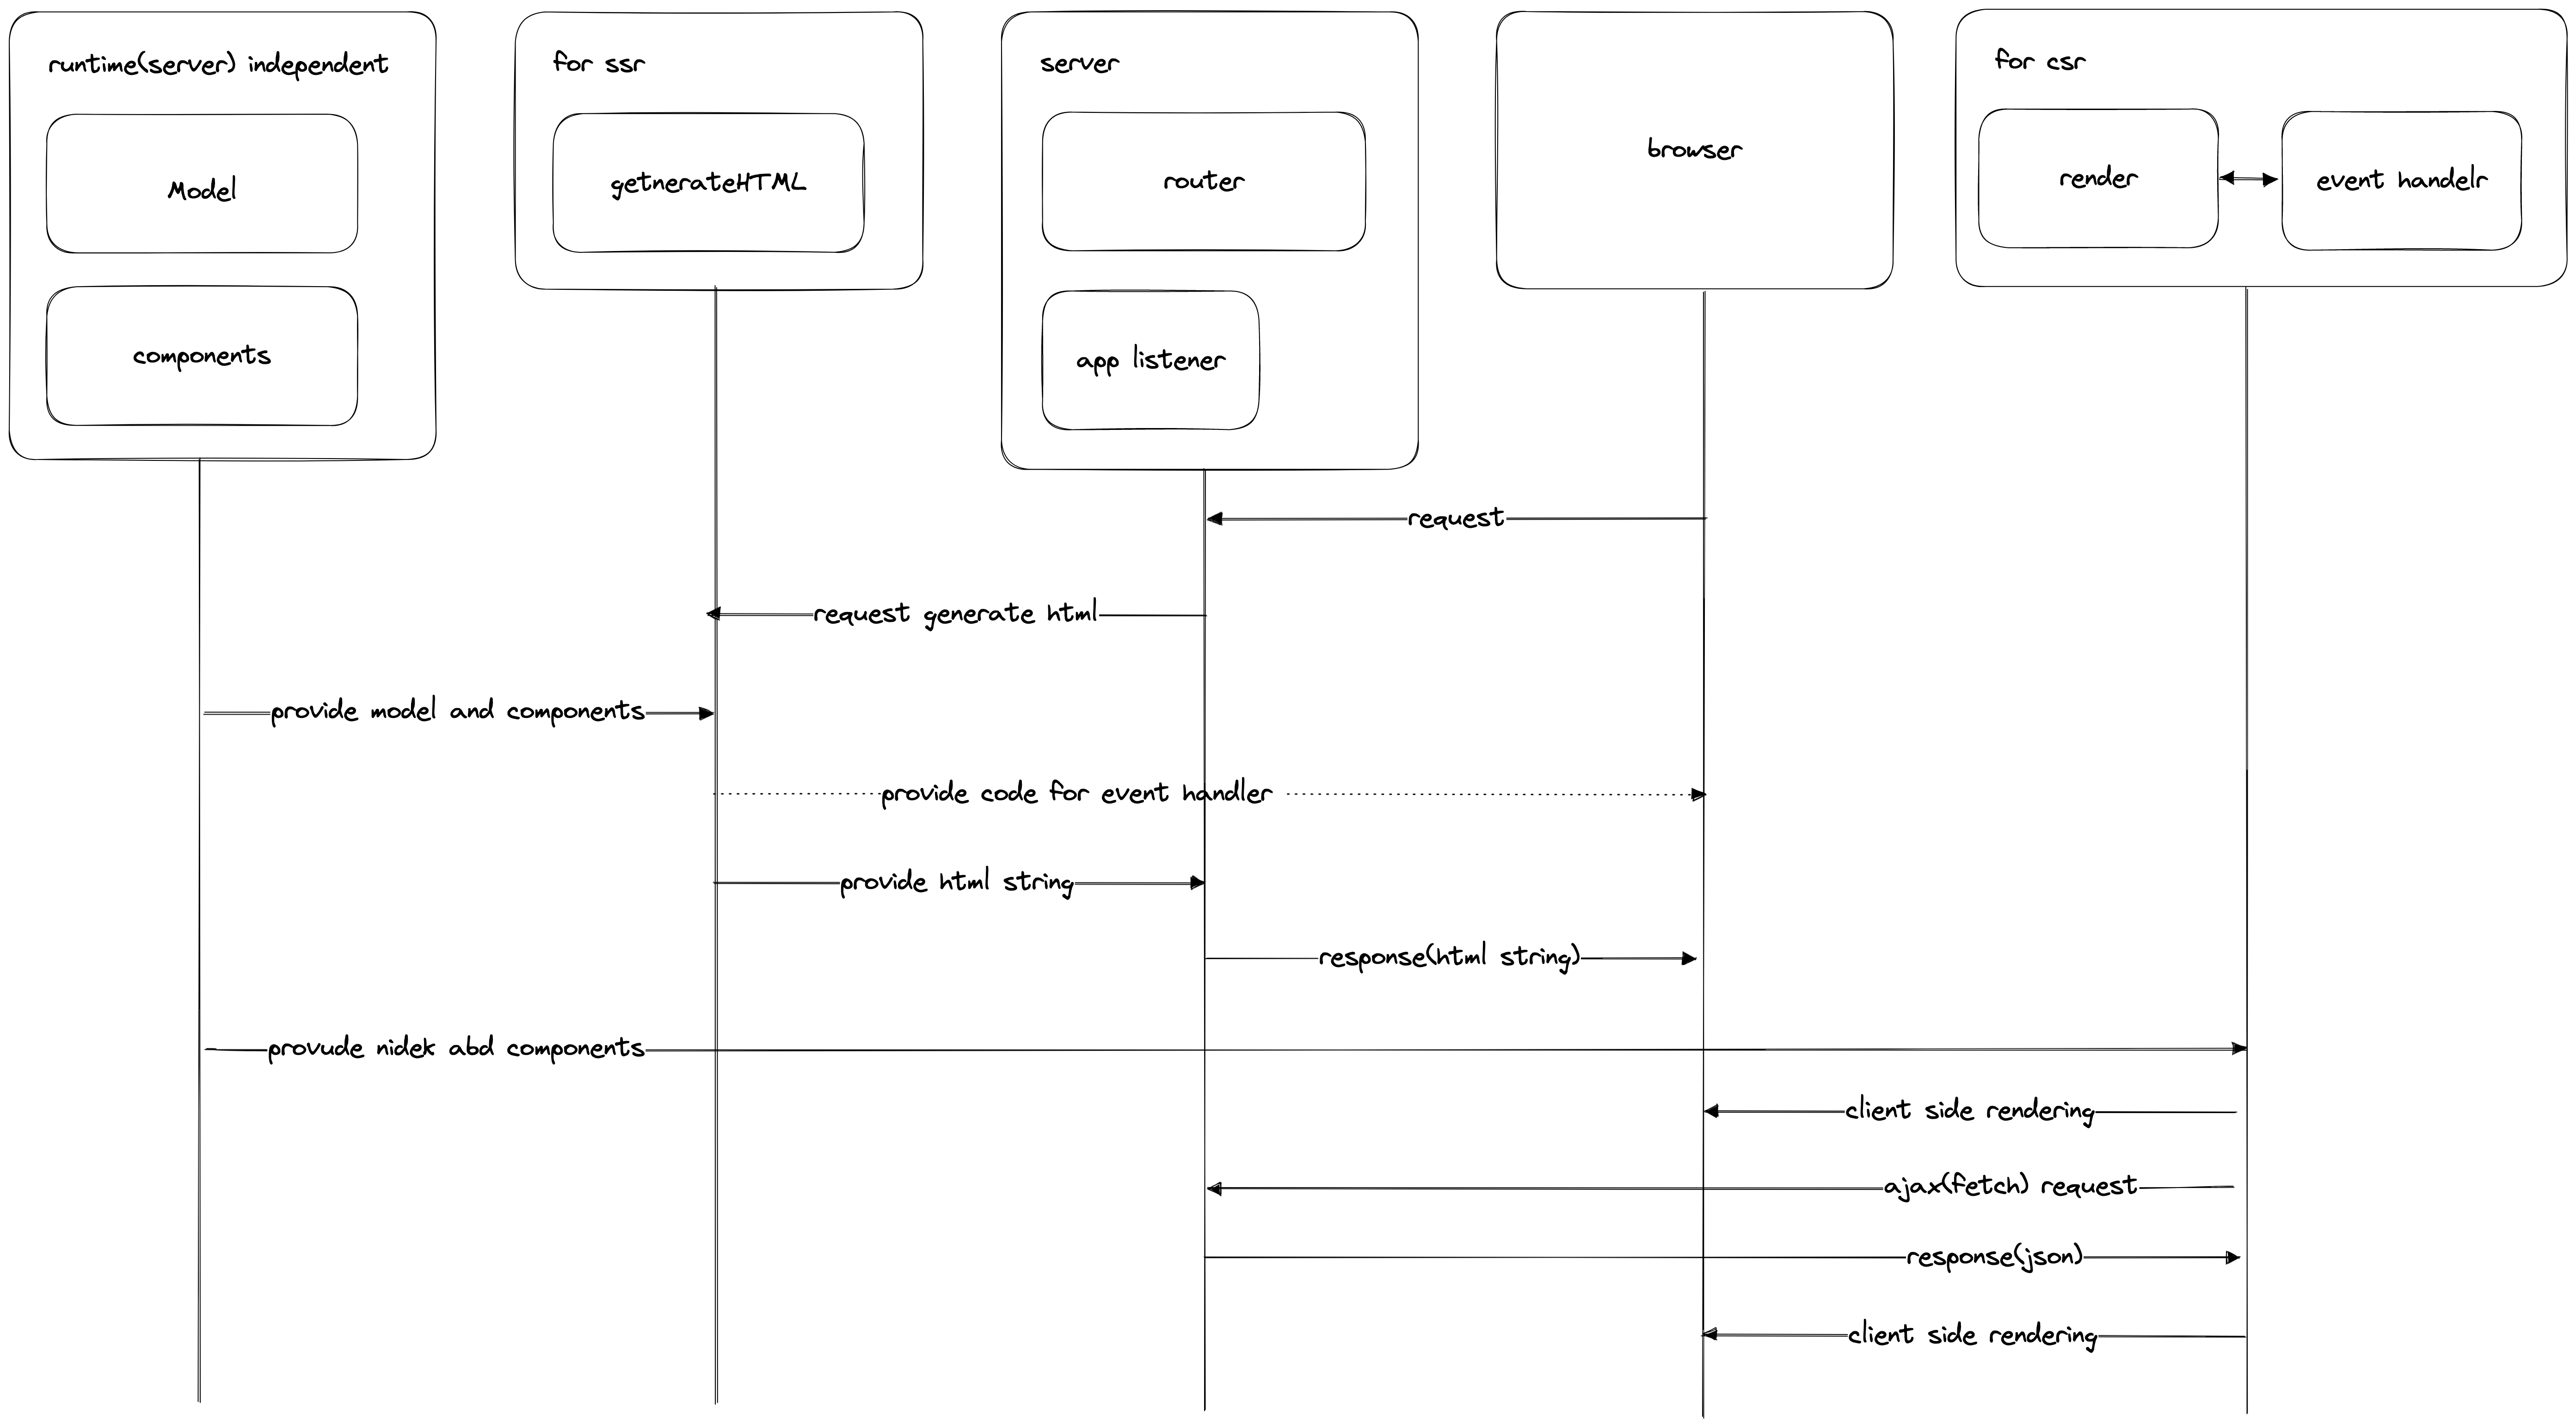 runtime(server) independent
Model
components
for ssr
getnerateHTML
server
router
app listener
browser
for csr
render
event handelr
request
request generate html
provide model and components
provide code for event handler
provide html string
response(html string)
provude nidek abd components
client side rendering
ajax(fetch) request
response(json)
client side rendering